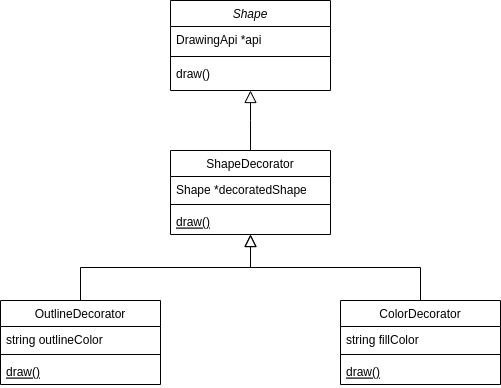 Shape
DrawingApi *api
draw()
ShapeDecorator
Shape *decoratedShape
draw()
OutlineDecorator
string outlineColor
draw()
ColorDecorator
string fillColor
draw()